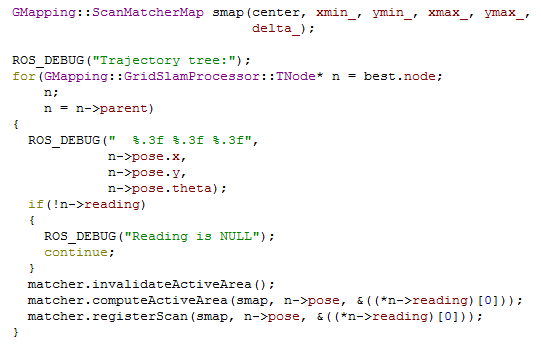 GMapping::ScanMatcherMap smap(center, xmin_, ymin_, xmax_, ymax_,
                              delta_);

ROS_DEBUG("Trajectory tree:");
for(GMapping::GridSlamProcessor::TNode* n = best.node;
    n;
    n = n->parent)
{
  ROS_DEBUG("  %.3f %.3f %.3f",
            n->pose.x,
            n->pose.y,
            n->pose.theta);
  if(!n->reading)
  {
    ROS_DEBUG("Reading is NULL");
    continue;
  }
  matcher.invalidateActiveArea();
  matcher.computeActiveArea(smap, n->pose, &((*n->reading)[0]));
  matcher.registerScan(smap, n->pose, &((*n->reading)[0]));
}